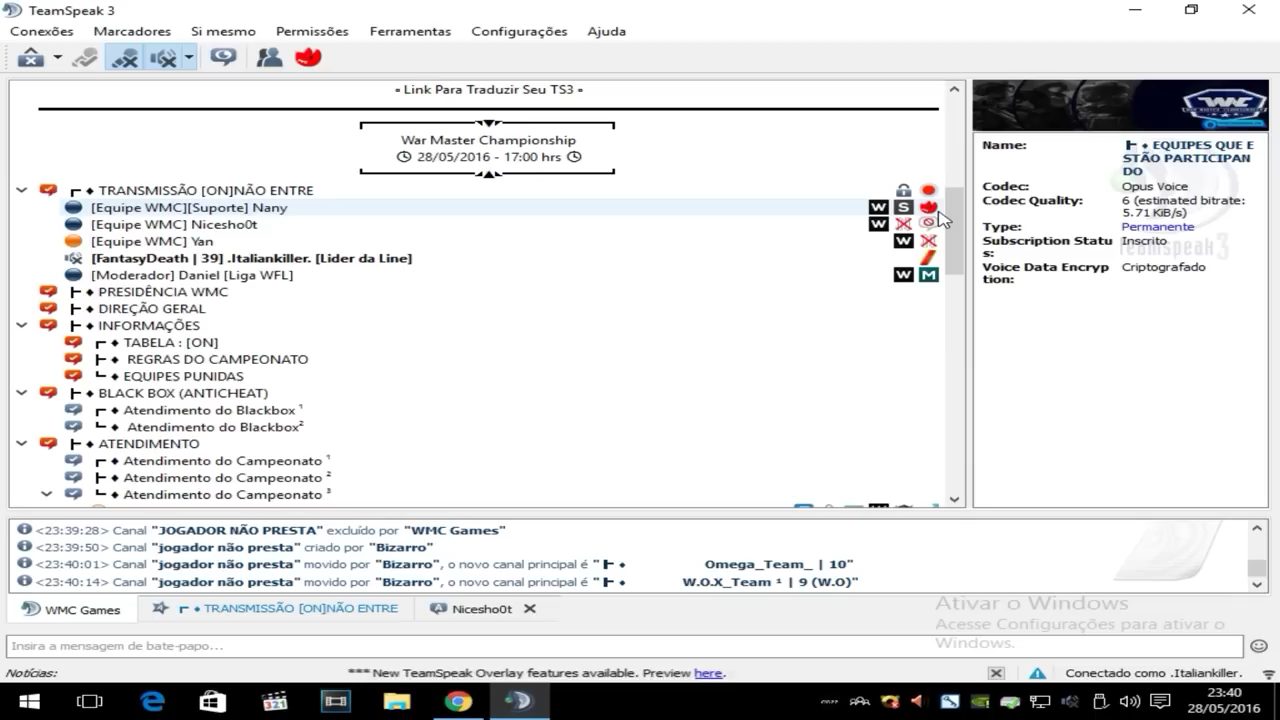 TeamSpeak 3
Conexões Marcadores Si mesmo Permissões Ferramentas Configurações Ajuda
- Link Para Traduzir Seu TS3 -
War Master Championship
28/05/2016 - 17:00 hrs
TRANSMISSÃO [ON]NÃO ENTRE
[Equipe WMC][Suporte] Nany W S
[Equipe WMC] Nicesho0t W
[Equipe WMC] Yan W
[FantasyDeath | 39] .Italiankiller. [Lider da Line]
[Moderador] Daniel [Liga WFL] W M
PRESIDÊNCIA WMC
DIREÇÃO GERAL
INFORMAÇÕES
TABELA : [ON]
REGRAS DO CAMPEONATO
EQUIPES PUNIDAS
BLACK BOX (ANTICHEAT)
Atendimento do Blackbox ¹
Atendimento do Blackbox²
ATENDIMENTO
Atendimento do Campeonato ¹
Atendimento do Campeonato ²
Atendimento do Campeonato ³
WC
Name: EQUIPES QUE E
STÃO PARTICIPAN
DO
Codec: Opus Voice
Codec Quality: 6 (estimated bitrate:
5.71 KiB/s)
Type: Permanente
Subscription Statu Inscrito
s:
Voice Data Encryp Criptografado
tion:
teamspeak 3
<23:39:28> Canal "JOGADOR NÃO PRESTA" excluído por "WMC Games"
<23:39:50> Canal "jogador não presta" criado por "Bizarro"
<23:40:01> Canal "jogador não presta" movido por "Bizarro", o novo canal principal é " Omega_Team_ | 10"
<23:40:14> Canal "jogador não presta" movido por "Bizarro", o novo canal principal é " W.O.X_Team ¹ | 9 (W.O)"
WMC Games TRANSMISSÃO [ON]NÃO ENTRE Nicesho0t
Ativar o Windows
Acesse Configurações para ativar o
Windows.
Insira a mensagem de bate-papo...
Notícias: *** New TeamSpeak Overlay features available. Preview here. Conectado como .Italiankiller.
321
23:40
28/05/2016